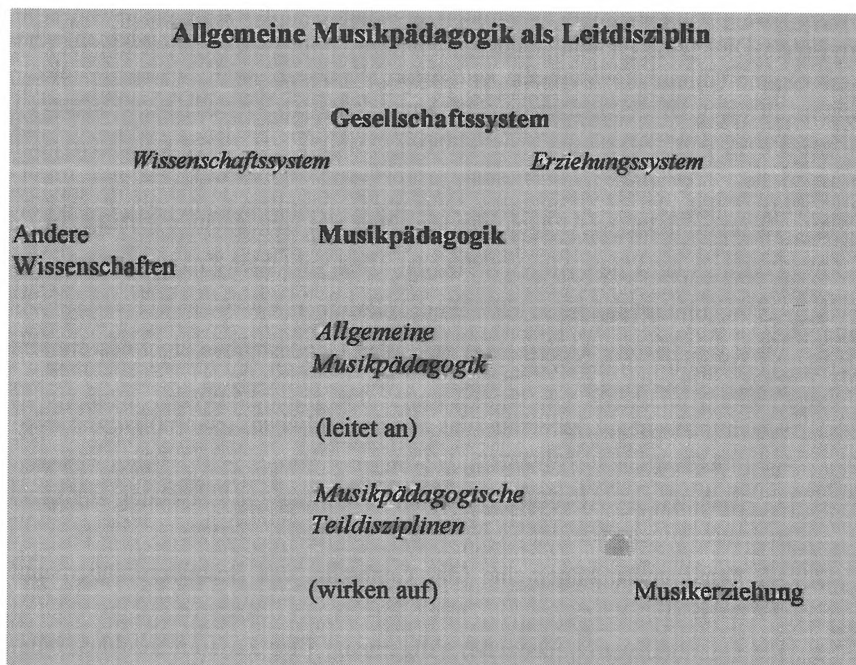 Allgemeine Musikpädagogik als Leitdisziplin
Gesellschaftssystem
Wissenschaftssystem Erziehungssystem
Andere Musikpädagogik
Wissenschaften
Allgemeine
Musikpädagogik
(leitet an)
Musikpädagogische
Teildisziplinen
(wirken auf) Musikerziehung